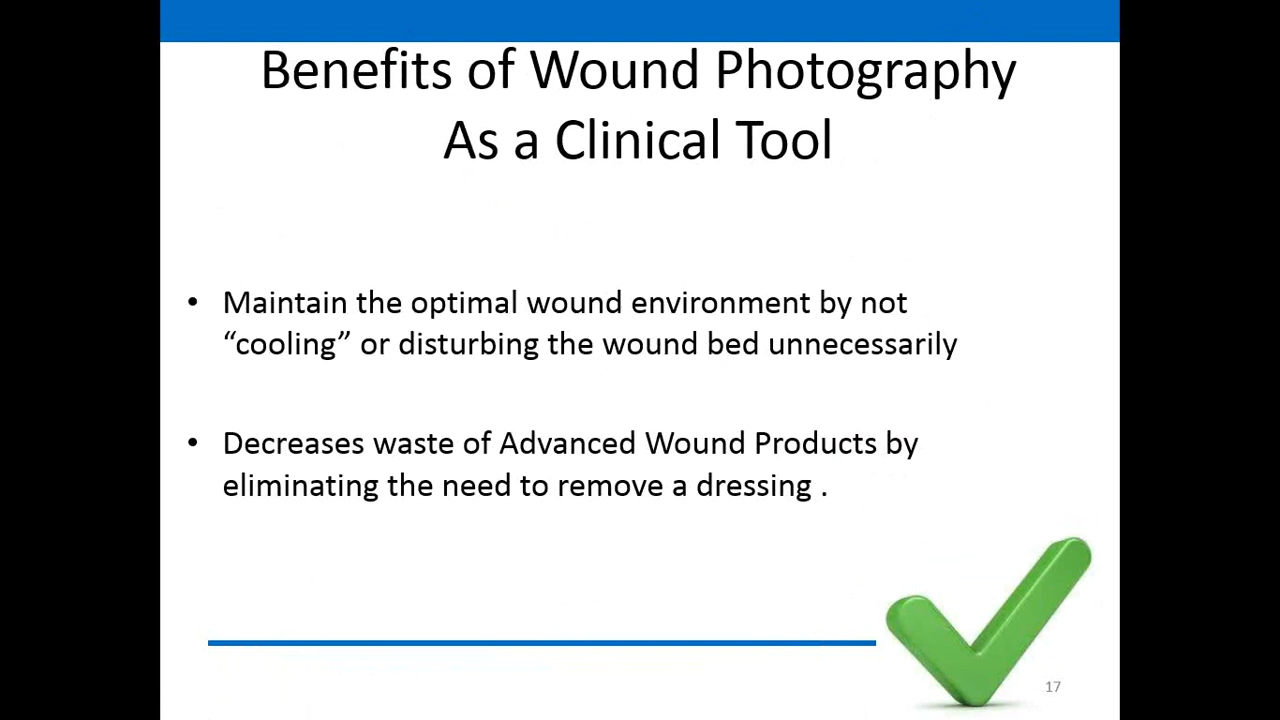 Benefits of Wound Photography
As a Clinical Tool
• Maintain the optimal wound environment by not
“cooling” or disturbing the wound bed unnecessarily
• Decreases waste of Advanced Wound Products by
eliminating the need to remove a dressing .
17